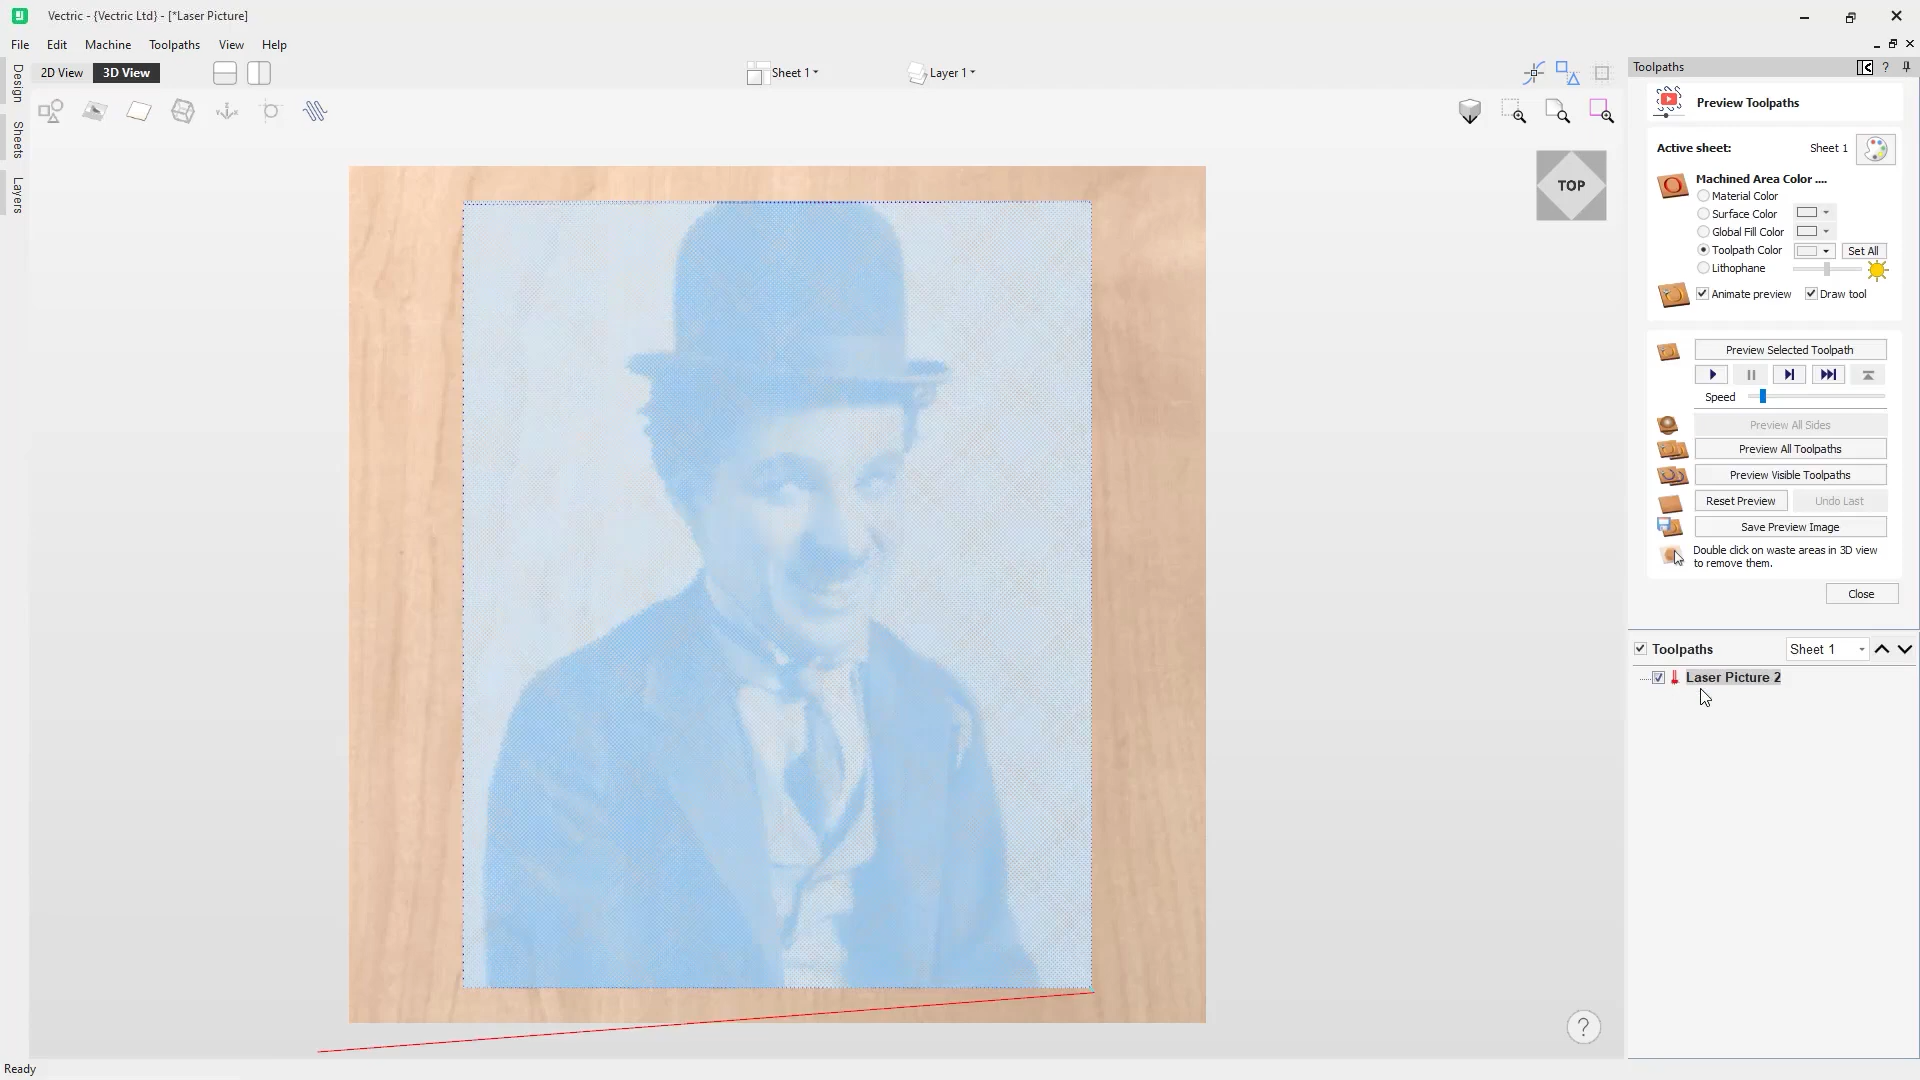 Vectric - {Vectric Ltd} - [*Laser Picture]
File Edit Machine Toolpaths View Help
2D View 3D View Sheet 1 Layer 1
Design
Sheets
Layers
TOP
Toolpaths ?
Preview Toolpaths
Active sheet: Sheet 1
Machined Area Color ....
Material Color
Surface Color
Global Fill Color
Toolpath Color Set All
Lithophane
Animate preview Draw tool
Preview Selected Toolpath
Speed
Preview All Sides
Preview All Toolpaths
Preview Visible Toolpaths
Reset Preview Undo Last
Save Preview Image
Double click on waste areas in 3D view
to remove them.
Close
Toolpaths Sheet 1
Laser Picture 2
?
Ready